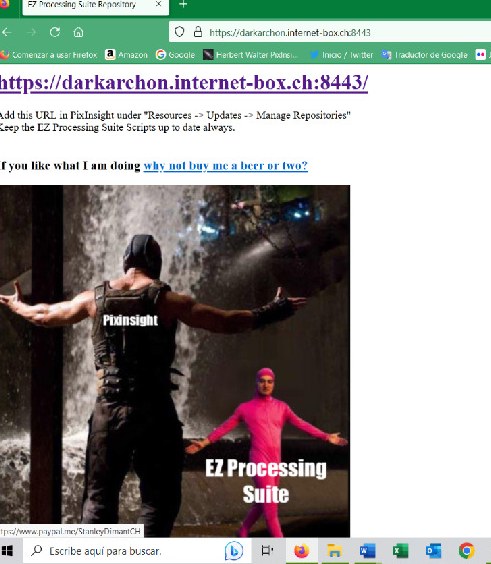 EZ Processing Suite Repository
https://darkarchon.internet-box.ch:8443
Comenzar a usar Firefox Amazon Google Herbert Walter PixInsi... Inicio / Twitter Traductor de Google
https://darkarchon.internet-box.ch:8443/
Add this URL in PixInsight under "Resources -> Updates -> Manage Repositories"
Keep the EZ Processing Suite Scripts up to date always.
If you like what I am doing why not buy me a beer or two?
Pixinsight
EZ Processing
Suite
ttps://www.paypal.me/StanleyDimantCH
Escribe aquí para buscar.